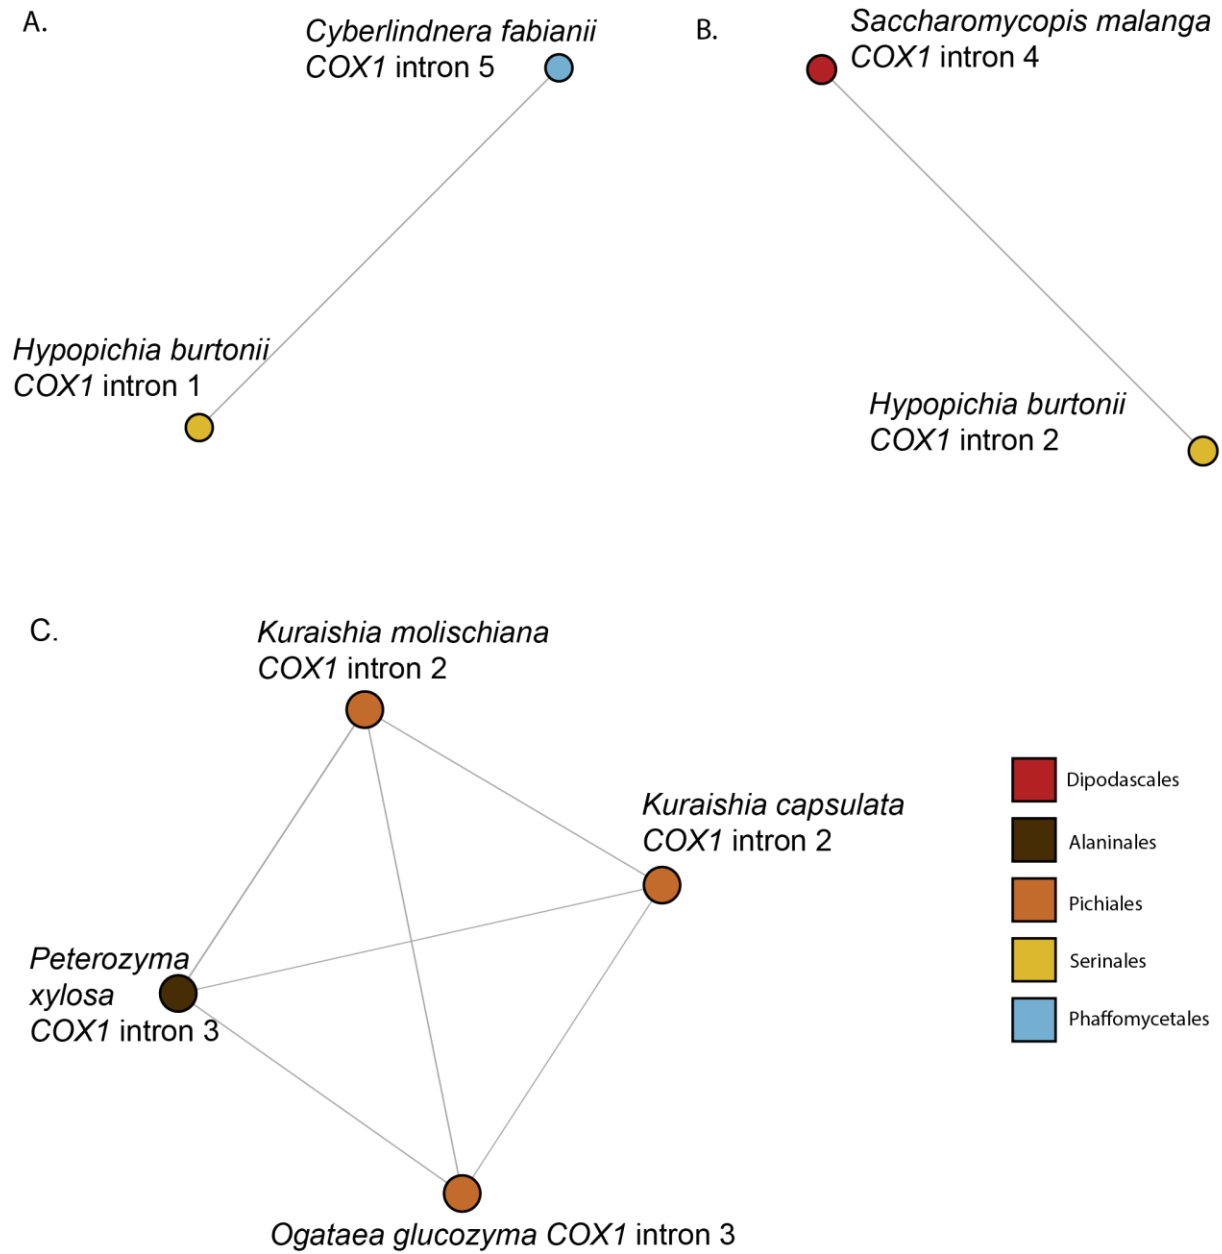 A.
Cyberlindnera fabianii
COX1 intron 5
Hypopichia burtonii
COX1 intron 1
B.
Saccharomycopis malanga
COX1 intron 4
Hypopichia burtonii
COX1 intron 2
C.
Kuraishia molischiana
COX1 intron 2
Kuraishia capsulata
COX1 intron 2
Peterozyma
xylosa
COX1 intron 3
Ogataea glucozyma COX1 intron 3
Dipodascales
Alaninales
Pichiales
Serinales
Phaffomycetales